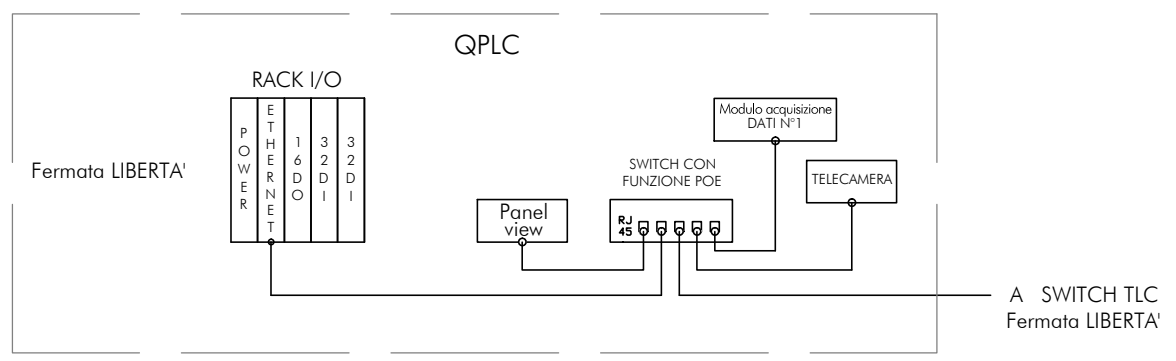 QPLC
RACK I/O
POWER
ETHERNET
16DO
32DI
32DI
Fermata LIBERTA'
Modulo acquisizione
DATI N°1
SWITCH CON
FUNZIONE POE
TELECAMERA
Panel
view
RJ
45
A SWITCH TLC
Fermata LIBERTA'